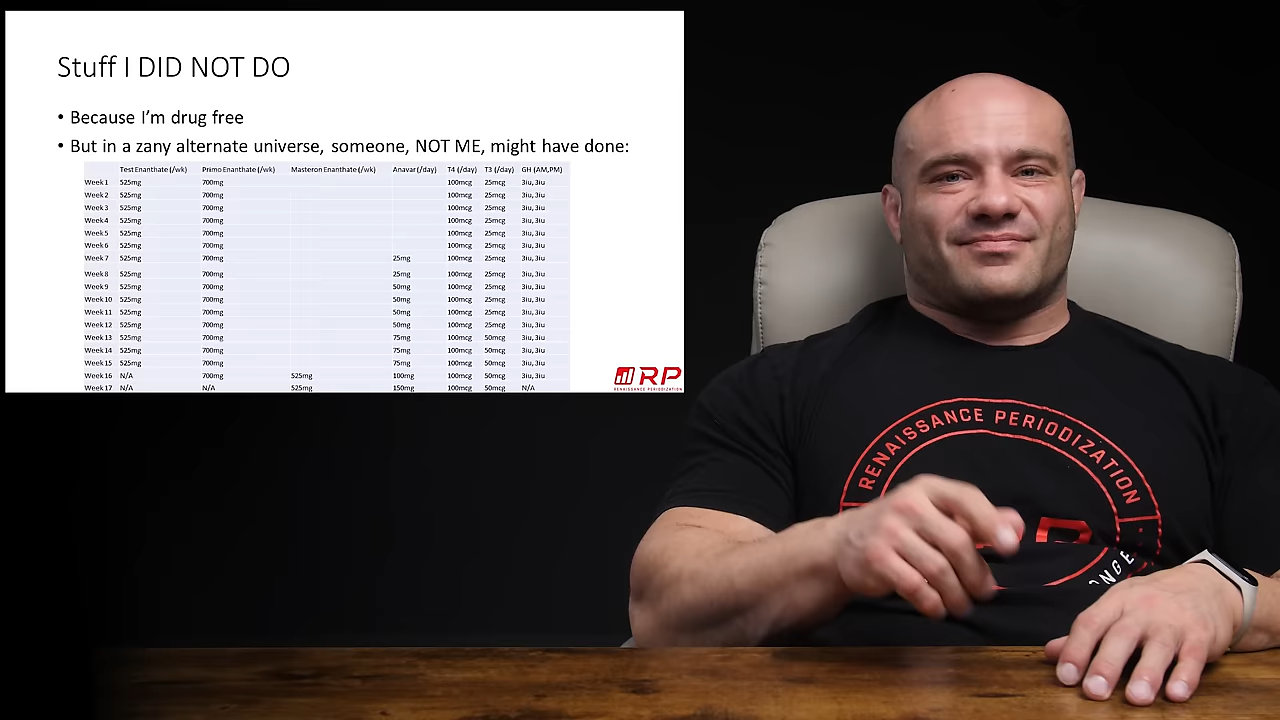 Stuff I DID NOT DO
• Because I'm drug free
• But in a zany alternate universe, someone, NOT ME, might have done:
Test Enanthate (/wk) Primo Enanthate (/wk) Masteron Enanthate (/wk) Anavar (/day) T4 (/day) T3 (/day) GH (AM,PM)
Week 1 525mg 700mg 100mcg 25mcg 3iu, 3iu
Week 2 525mg 700mg 100mcg 25mcg 3iu, 3iu
Week 3 525mg 700mg 100mcg 25mcg 3iu, 3iu
Week 4 525mg 700mg 100mcg 25mcg 3iu, 3iu
Week 5 525mg 700mg 100mcg 25mcg 3iu, 3iu
Week 6 525mg 700mg 100mcg 25mcg 3iu, 3iu
Week 7 525mg 700mg 25mg 100mcg 25mcg 3iu, 3iu
Week 8 525mg 700mg 25mg 100mcg 25mcg 3iu, 3iu
Week 9 525mg 700mg 50mg 100mcg 25mcg 3iu, 3iu
Week 10 525mg 700mg 50mg 100mcg 25mcg 3iu, 3iu
Week 11 525mg 700mg 50mg 100mcg 25mcg 3iu, 3iu
Week 12 525mg 700mg 50mg 100mcg 25mcg 3iu, 3iu
Week 13 525mg 700mg 75mg 100mcg 50mcg 3iu, 3iu
Week 14 525mg 700mg 75mg 100mcg 50mcg 3iu, 3iu
Week 15 525mg 700mg 75mg 100mcg 50mcg 3iu, 3iu
Week 16 N/A 700mg 525mg 100mg 100mcg 50mcg 3iu, 3iu
Week 17 N/A N/A 525mg 150mg 100mcg 50mcg N/A
RP
RENAISSANCE PERIODIZATION
RENAISSANCE PERIODIZATION